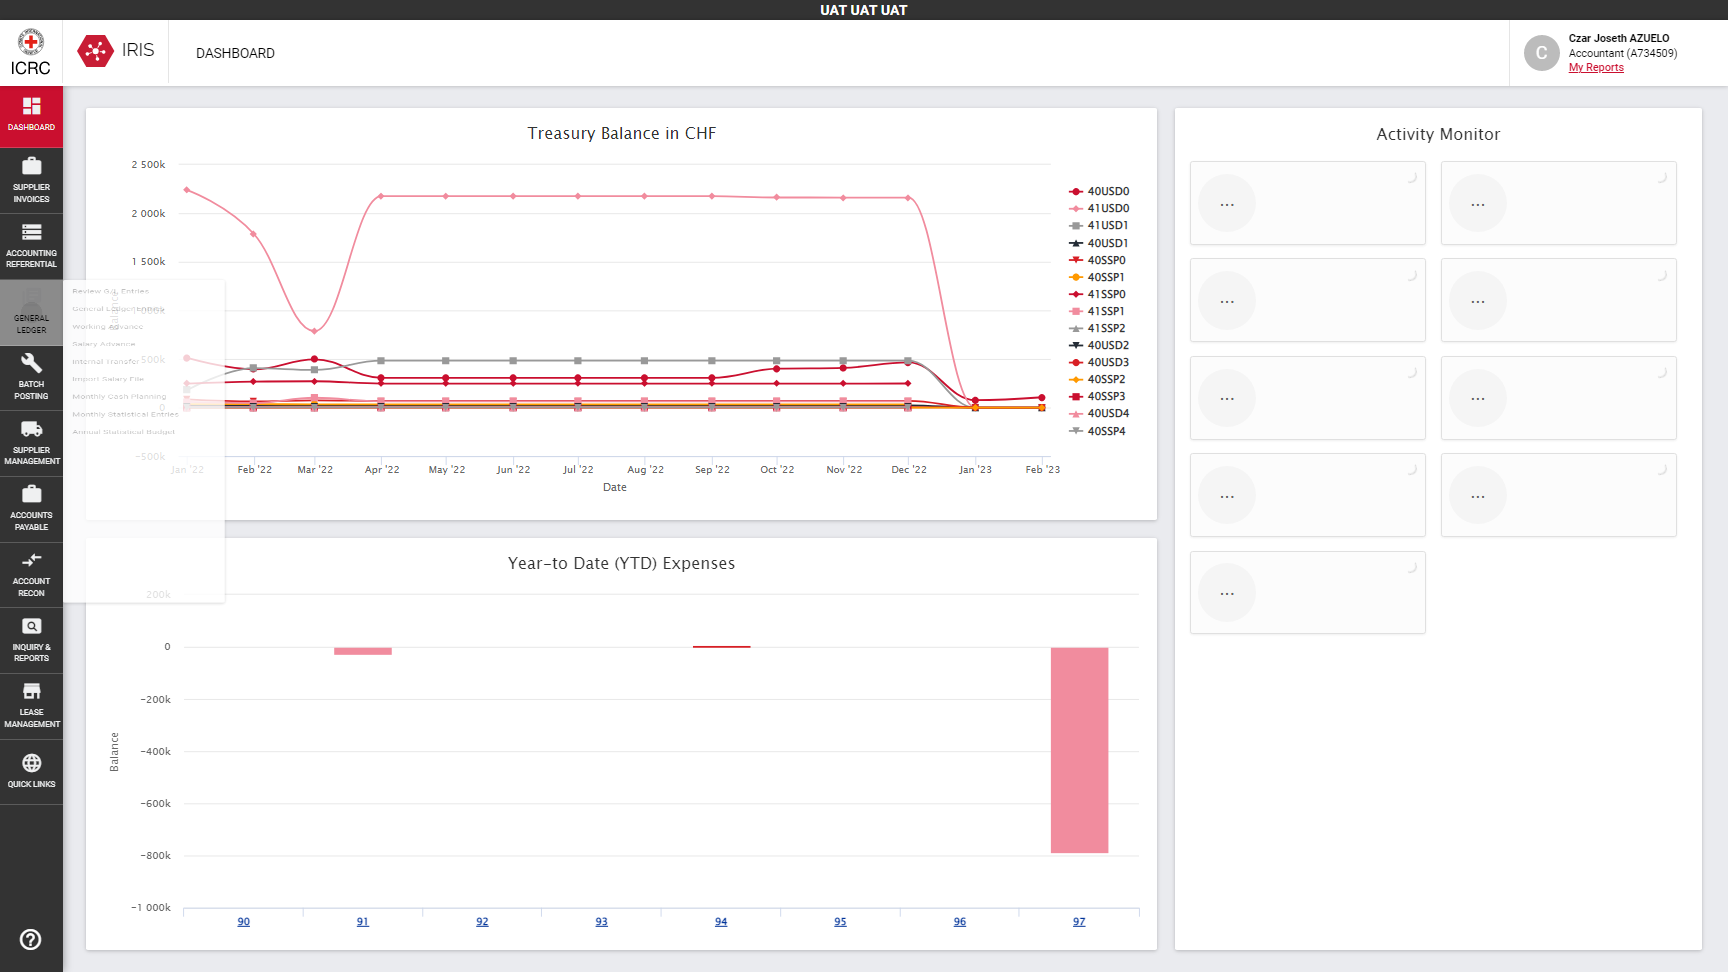 UAT UAT UAT
ICRC
IRIS
DASHBOARD
Czar Joseth AZUELO
Accountant (A734509)
My Reports
C
DASHBOARD
SUPPLIER
INVOICES
ACCOUNTING
REFERENTIAL
GENERAL
LEDGER
BATCH
POSTING
SUPPLIER
MANAGEMENT
ACCOUNTS
PAYABLE
ACCOUNT
RECON
INQUIRY &
REPORTS
LEASE
MANAGEMENT
QUICK LINKS
Review G.L. Entries
General Ledger Entries
Working Advance
Salary Advance
Internal Transfer
Import Salary File
Monthly Cash Planning
Monthly Statistical Entries
Annual Statistical Budget
Treasury Balance in CHF
2 500k
2 000k
1 500k
500k
0
-500k
Balance
Jan '22
Feb '22
Mar '22
Apr '22
May '22
Jun '22
Jul '22
Aug '22
Sep '22
Oct '22
Nov '22
Dec '22
Jan '23
Feb '23
Date
40USD0
41USD0
41USD1
40USD1
40SSP0
40SSP1
41SSP0
41SSP1
41SSP2
40USD2
40USD3
40SSP2
40SSP3
40USD4
40SSP4
Year-to Date (YTD) Expenses
200k
0
-200k
-400k
-600k
-800k
-1 000k
Balance
90
91
92
93
94
95
96
97
Activity Monitor
...
...
...
...
...
...
...
...
...